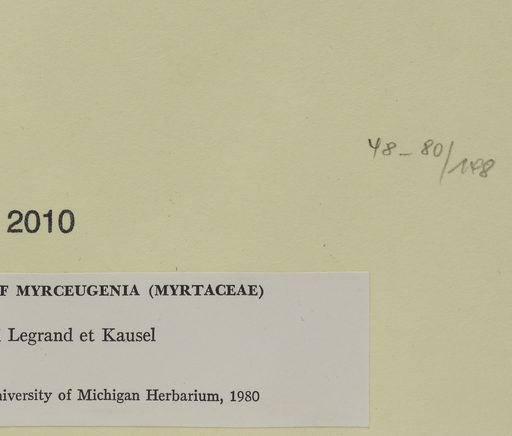 48-80/148
2010
F MYRCEUGENIA (MYRTACEAE)
Legrand et Kausel
niversity of Michigan Herbarium, 1980